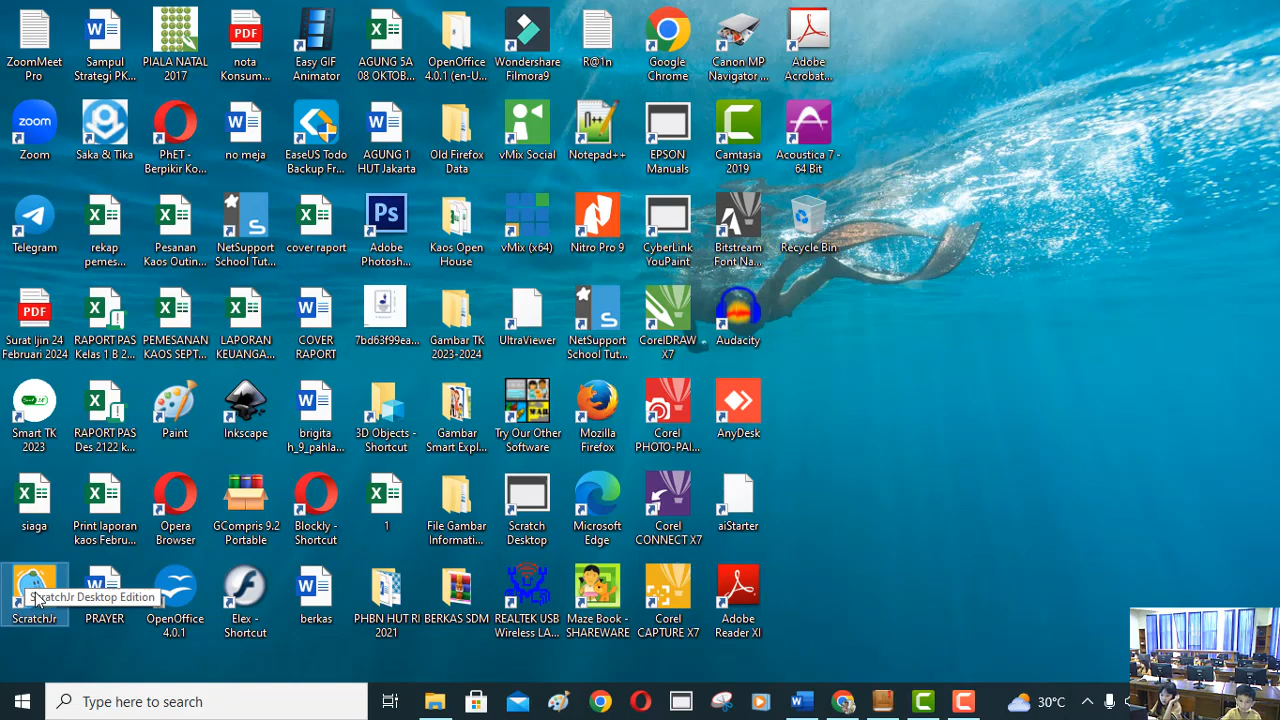 ZoomMeet
Pro
Sampul
Strategi PK...
PIALA NATAL
2017
PDF
nota
Konsum...
Easy GIF
Animator
AGUNG 5A
08 OKTOB...
OpenOffice
4.0.1 (en-U...
Wondershare
Filmora9
R@1n
Google
Chrome
Canon MP
Navigator ...
Adobe
Acrobat...
zoom
Zoom
Saka & Tika
PhET -
Berpikir Ko...
no meja
EaseUS Todo
Backup Fr...
AGUNG 1
HUT Jakarta
Old Firefox
Data
vMix Social
Notepad++
EPSON
Manuals
Camtasia
2019
Acoustica 7 -
64 Bit
Telegram
rekap
pemes...
Pesanan
Kaos Outin...
NetSupport
School Tut...
cover raport
Ps
Adobe
Photosh...
Kaos Open
House
vMix (x64)
Nitro Pro 9
CyberLink
YouPaint
Bitstream
Font Na...
Recycle Bin
PDF
Surat Ijin 24
Februari 2024
RAPORT PAS
Kelas 1 B 2...
PEMESANAN
KAOS SEPT...
LAPORAN
KEUANGA...
COVER
RAPORT
7bd63f99ea...
Gambar TK
2023-2024
UltraViewer
NetSupport
School Tut...
CorelDRAW
X7
Audacity
Smart TK
2023
RAPORT PAS
Des 2122 k...
Paint
Inkscape
brigita
h_9_pahla...
3D Objects -
Shortcut
Gambar
Smart Expl...
Try Our Other
Software
Mozilla
Firefox
Corel
PHOTO-PAI...
AnyDesk
siaga
Print laporan
kaos Febru...
Opera
Browser
GCompris 9.2
Portable
Blockly -
Shortcut
1
File Gambar
Informati...
Scratch
Desktop
Microsoft
Edge
Corel
CONNECT X7
aiStarter
ScratchJr Desktop Edition
ScratchJr
PRAYER
OpenOffice
4.0.1
Elex -
Shortcut
berkas
PHBN HUT RI
2021
BERKAS SDM
REALTEK USB
Wireless LA...
Maze Book -
SHAREWARE
Corel
CAPTURE X7
Adobe
Reader XI
Type here to search
30°C